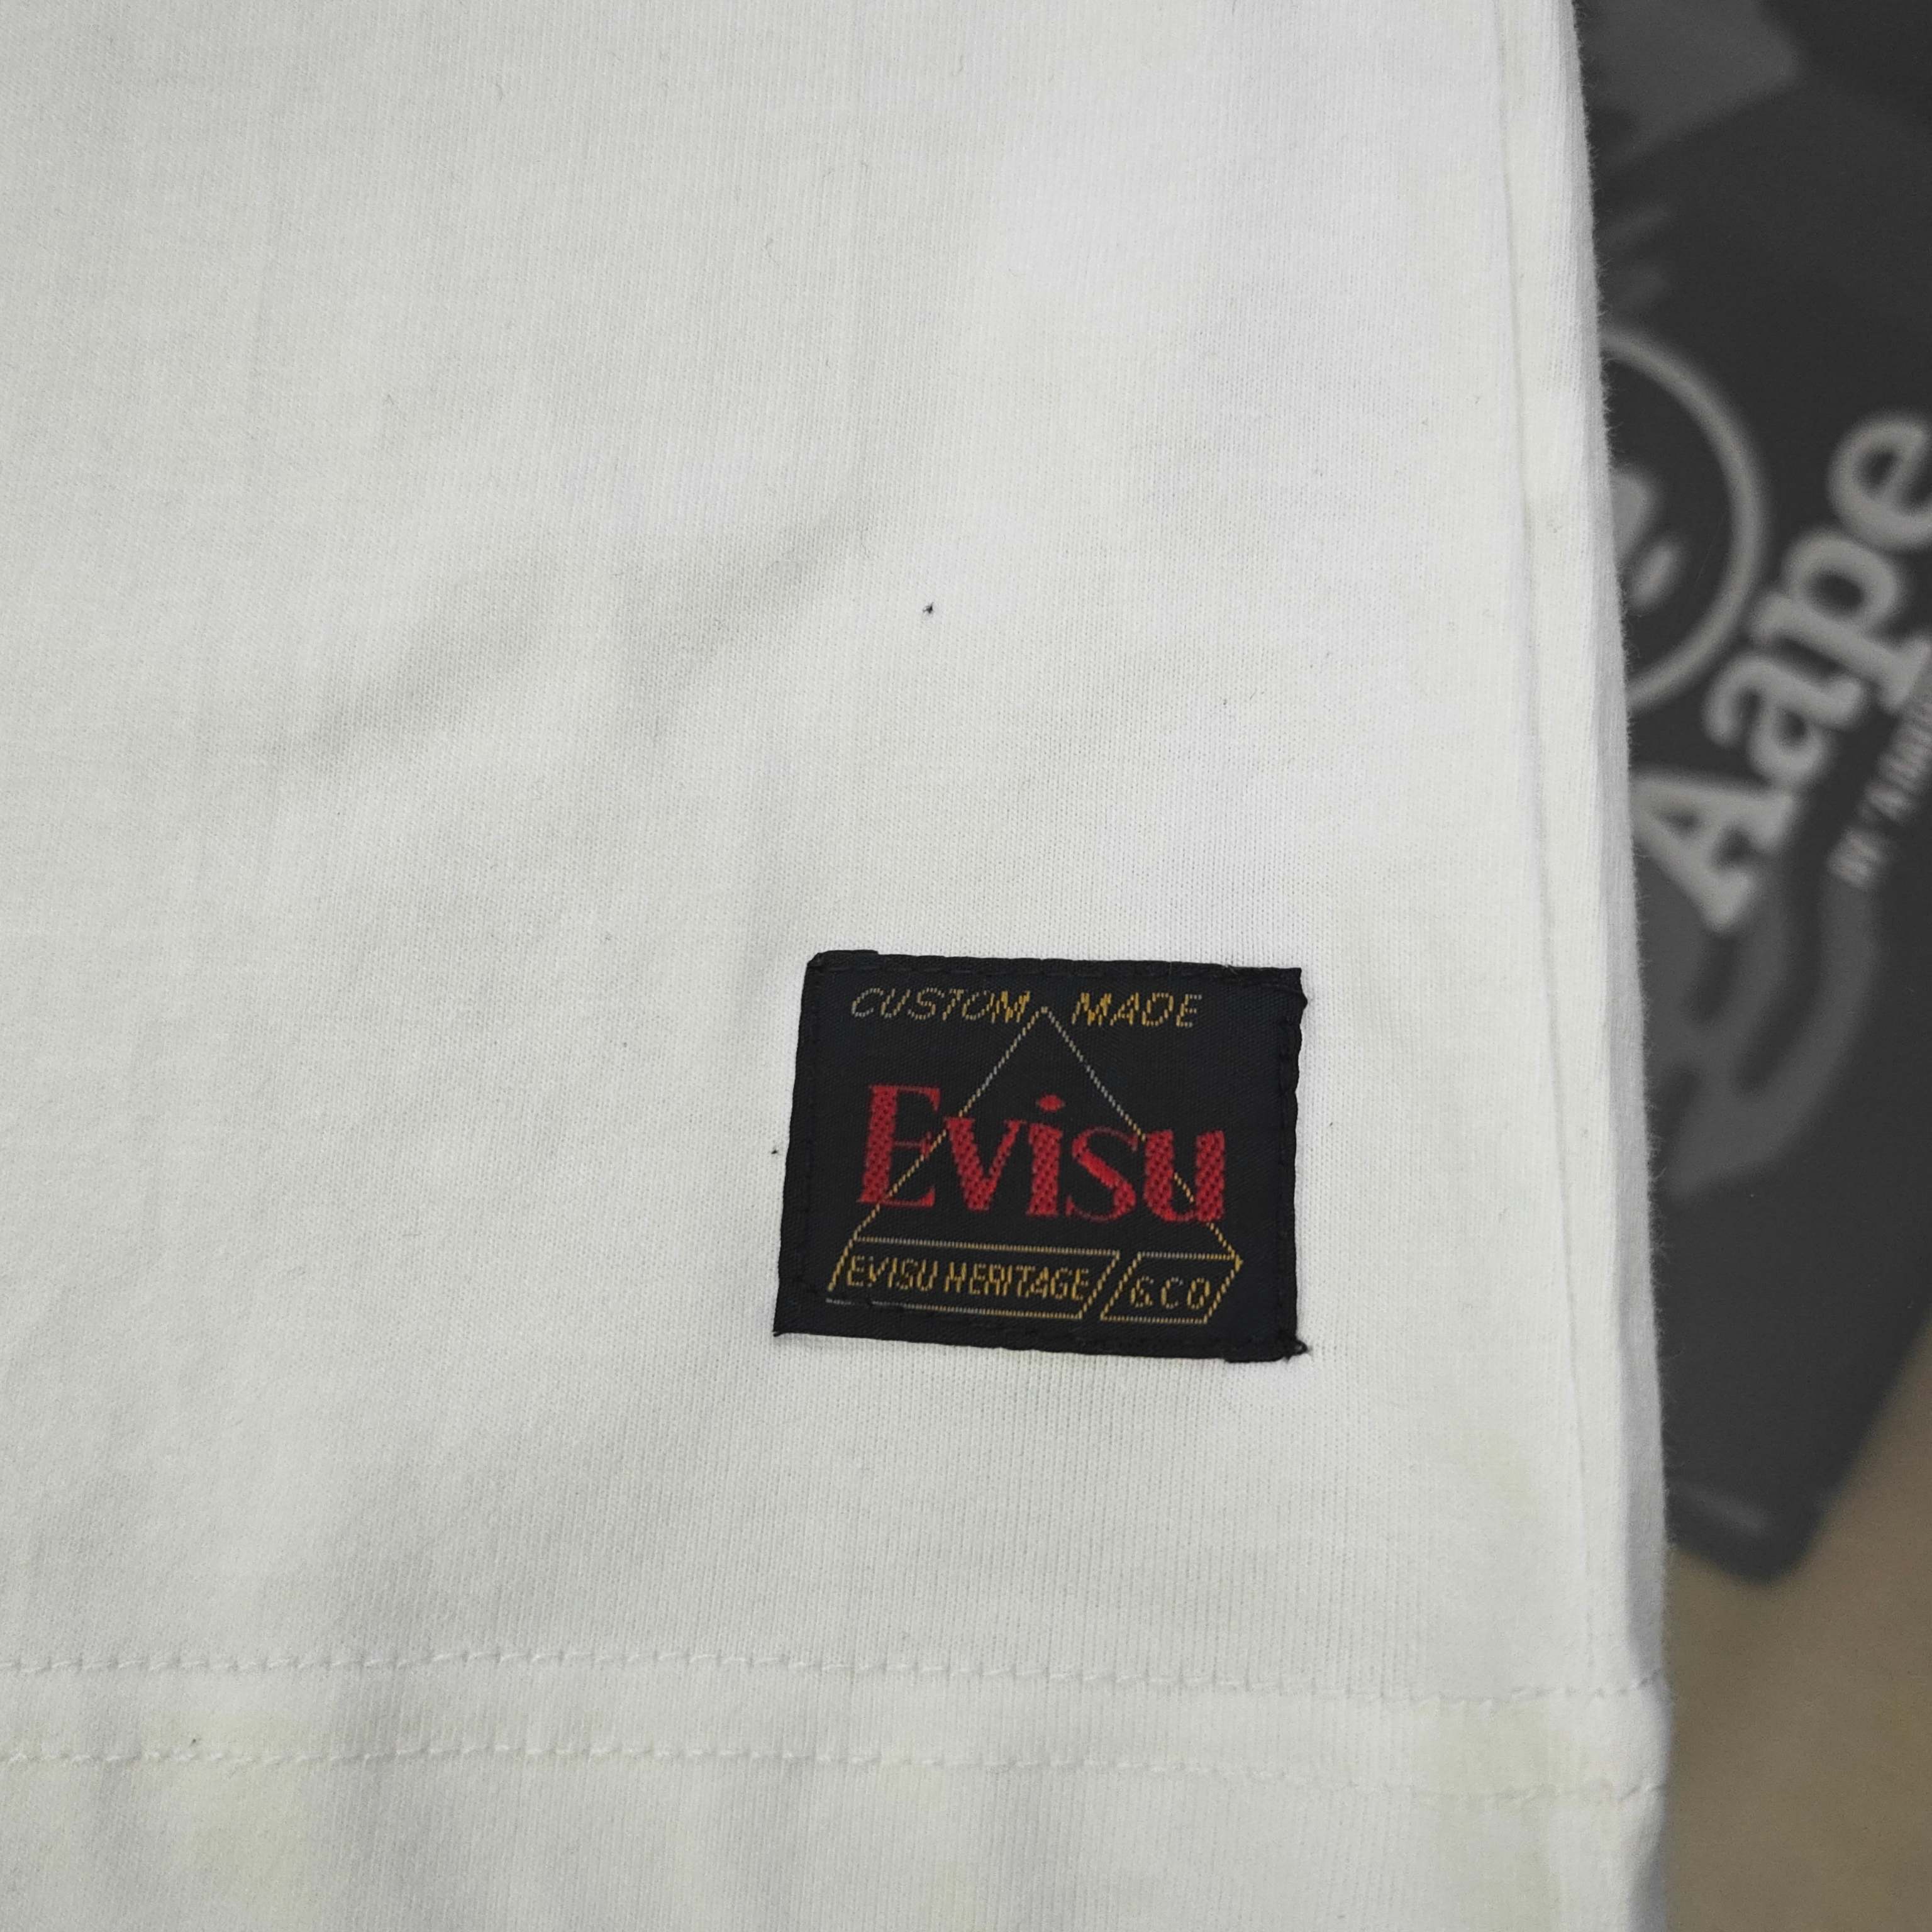 CUSTOM MADE
Evisu
EVISU HERITAGE &CO
Aape